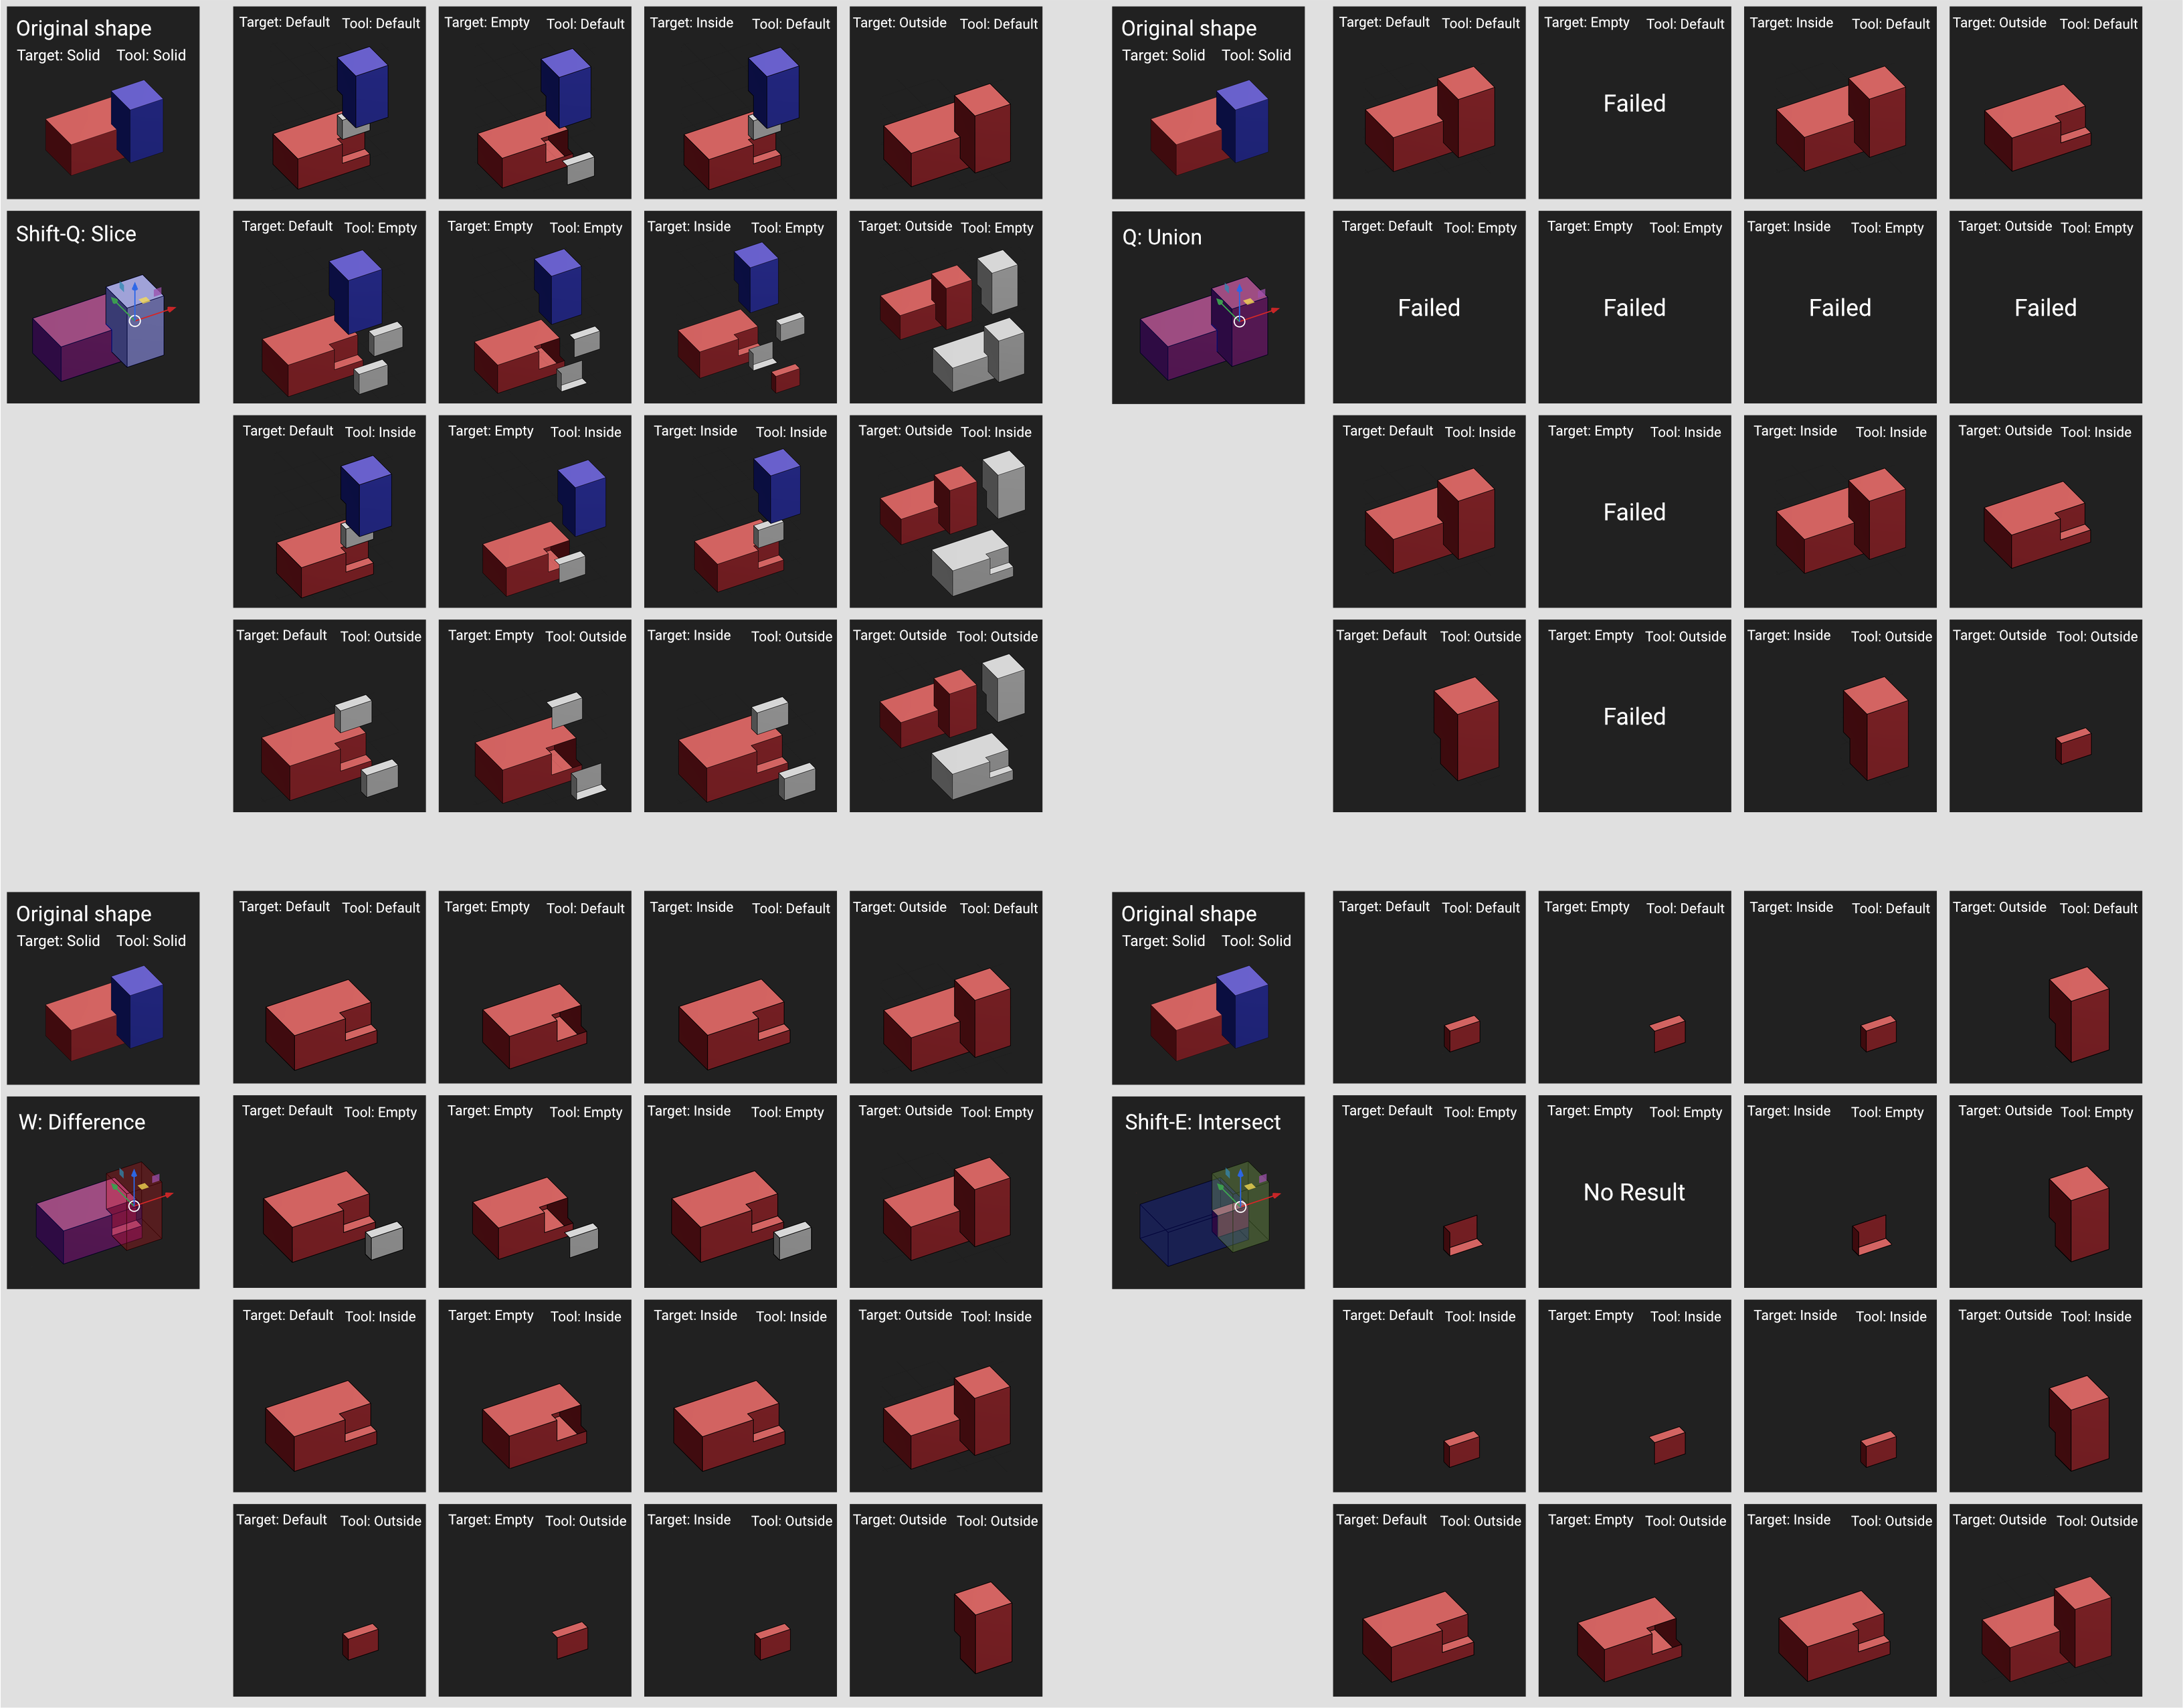 Original shape
Target: Solid Tool: Solid
Target: Default Tool: Default
Target: Empty Tool: Default
Target: Inside Tool: Default
Target: Outside Tool: Default
Shift-Q: Slice
Target: Default Tool: Empty
Target: Empty Tool: Empty
Target: Inside Tool: Empty
Target: Outside Tool: Empty
Target: Default Tool: Inside
Target: Empty Tool: Inside
Target: Inside Tool: Inside
Target: Outside Tool: Inside
Target: Default Tool: Outside
Target: Empty Tool: Outside
Target: Inside Tool: Outside
Target: Outside Tool: Outside
Original shape
Target: Solid Tool: Solid
Target: Default Tool: Default
Target: Empty Tool: Default
Failed
Target: Inside Tool: Default
Target: Outside Tool: Default
Q: Union
Target: Default Tool: Empty
Failed
Target: Empty Tool: Empty
Failed
Target: Inside Tool: Empty
Failed
Target: Outside Tool: Empty
Failed
Target: Default Tool: Inside
Target: Empty Tool: Inside
Failed
Target: Inside Tool: Inside
Target: Outside Tool: Inside
Target: Default Tool: Outside
Target: Empty Tool: Outside
Failed
Target: Inside Tool: Outside
Target: Outside Tool: Outside
Original shape
Target: Solid Tool: Solid
Target: Default Tool: Default
Target: Empty Tool: Default
Target: Inside Tool: Default
Target: Outside Tool: Default
W: Difference
Target: Default Tool: Empty
Target: Empty Tool: Empty
Target: Inside Tool: Empty
Target: Outside Tool: Empty
Target: Default Tool: Inside
Target: Empty Tool: Inside
Target: Inside Tool: Inside
Target: Outside Tool: Inside
Target: Default Tool: Outside
Target: Empty Tool: Outside
Target: Inside Tool: Outside
Target: Outside Tool: Outside
Original shape
Target: Solid Tool: Solid
Target: Default Tool: Default
Target: Empty Tool: Default
Target: Inside Tool: Default
Target: Outside Tool: Default
Shift-E: Intersect
Target: Default Tool: Empty
Target: Empty Tool: Empty
No Result
Target: Inside Tool: Empty
Target: Outside Tool: Empty
Target: Default Tool: Inside
Target: Empty Tool: Inside
Target: Inside Tool: Inside
Target: Outside Tool: Inside
Target: Default Tool: Outside
Target: Empty Tool: Outside
Target: Inside Tool: Outside
Target: Outside Tool: Outside